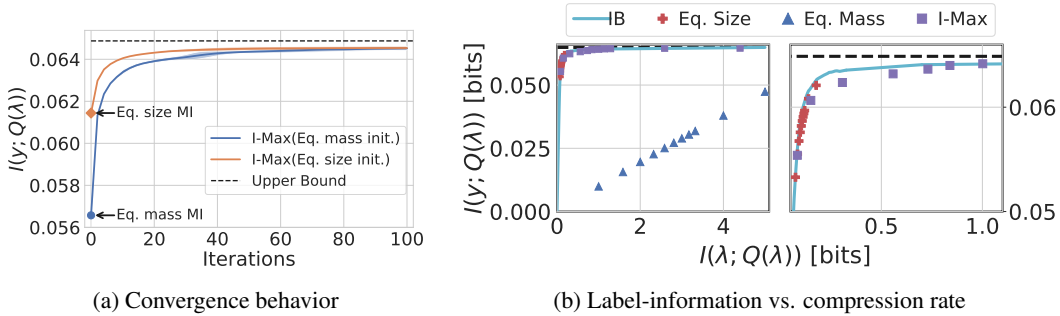 I(y; Q(λ))
0.064
0.062
0.060
0.058
0.056
Eq. size MI
Eq. mass MI
I-Max(Eq. mass init.)
I-Max(Eq. size init.)
Upper Bound
0 20 40 60 80 100
Iterations
(a) Convergence behavior
IB Eq. Size Eq. Mass I-Max
I(y; Q(λ)) [bits]
0.050
0.025
0.000
0 2 4
0.06
0.05
0.5 1.0
I(λ; Q(λ)) [bits]
(b) Label-information vs. compression rate